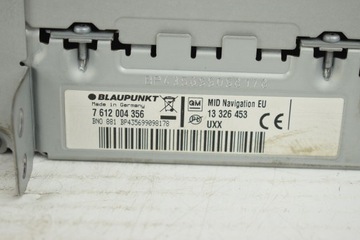 BLAUPUNKT
Made in Germany
7 612 004 356
BNO 881 BP435699098178
GM
MID Navigation EU
13 326 453
UXX
CE